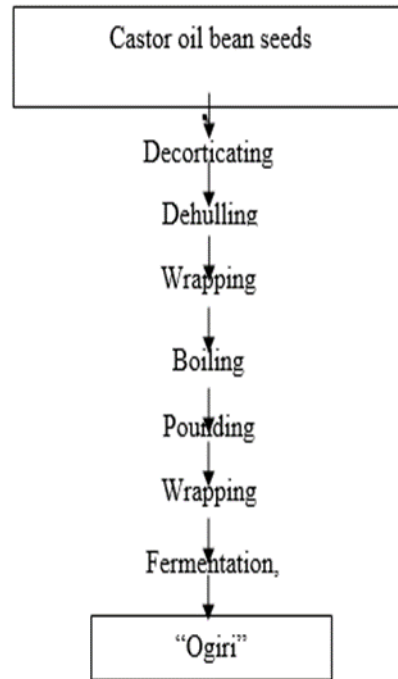 Castor oil bean seeds
Decorticating
Dehulling
Wrapping
Boiling
Pounding
Wrapping
Fermentation,
“Ogiri”